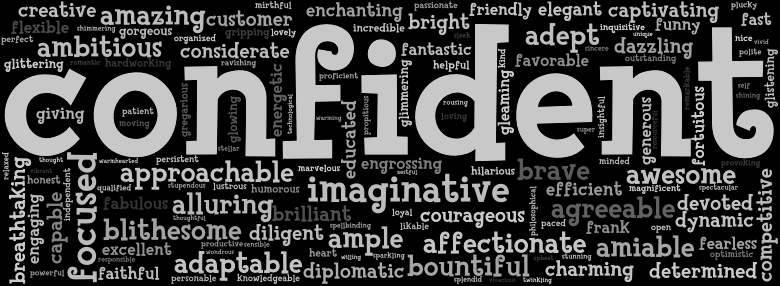 creative
mirthful
enchanting
passionate
friendly
elegant
captivating
plucky
flexible
shimmering
amazing
customer
incredible
bright
inquisitive
funny
fast
perfect
gorgeous
organized
gripping
lovely
sleek
adept
unique
nice
vivid
ambitious
considerate
fantastic
sincere
dazzling
polite
glittering
romantic
hardworking
ravishing
helpful
favorable
outstanding
confident
proficient
kind
self
shining
giving
patient
moving
gregarious
glowing
energetic
technological
warming
educated
propitious
glimmering
rousing
loving
gleaming
super
insightful
generous
remarkable
fortuitous
glistening
stellar
relaxed
thought
warmhearted
persistent
marvelous
engrossing
zestful
hilarious
brave
minded
awesome
provoking
breathtaking
honest
vibrant
independent
focused
approachable
qualified
stupendous
lustrous
humorous
imaginative
philosophical
efficient
magnificent
spectacular
engaging
capable
fabulous
alluring
thoughtful
brilliant
loyal
courageous
agreeable
devoted
competitive
blithesome
diligent
spellbinding
likable
paced
frank
open
dynamic
productive
sensible
ample
affectionate
amiable
fearless
excellent
wondrous
heart
willing
sparkling
upbeat
stunning
optimistic
responsible
powerful
faithful
adaptable
personable
knowledgeable
diplomatic
bountiful
splendid
vivacious
twinkling
charming
determined